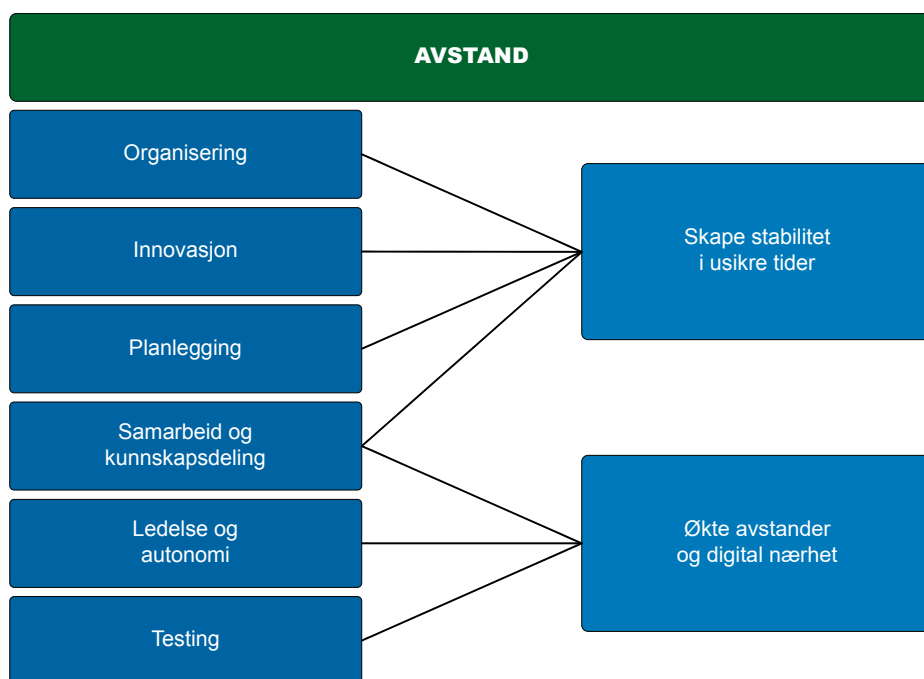 AVSTAND
Organisering
Innovasjon
Planlegging
Samarbeid og
kunnskapsdeling
Ledelse og
autonomi
Testing
Skape stabilitet
i usikre tider
Økte avstander
og digital nærhet